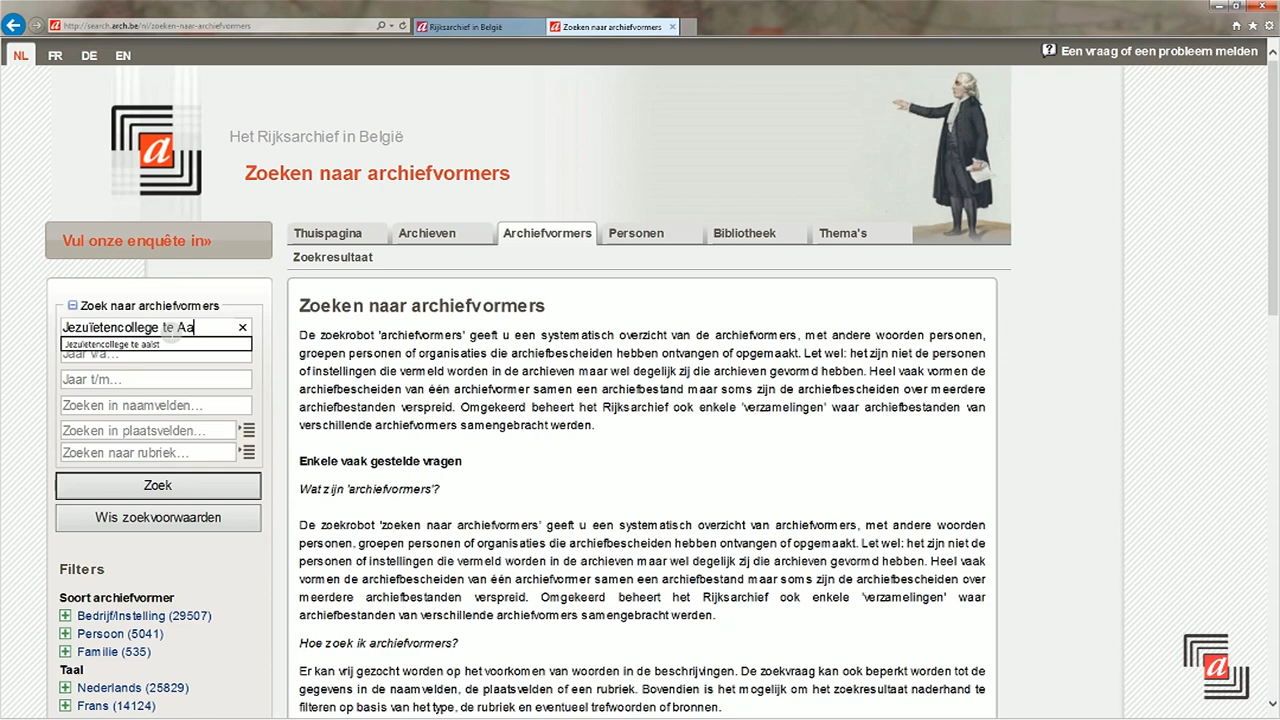 http://search.arch.be/nl/zoeken-naar-archiefvormers
Rijksarchief in België
Zoeken naar archiefvormers
NL FR DE EN
Een vraag of een probleem melden
a
Het Rijksarchief in België
Zoeken naar archiefvormers
Vul onze enquête in»
Thuispagina Archieven Archiefvormers Personen Bibliotheek Thema's
Zoekresultaat
Zoek naar archiefvormers
Jezuïetencollege te Aa
Jezuïetencollege te aalst
Jaar v/a...
Jaar t/m...
Zoeken in naamvelden...
Zoeken in plaatsvelden...
Zoeken naar rubriek...
Zoek
Wis zoekvoorwaarden
Filters
Soort archiefvormer
Bedrijf/Instelling (29507)
Persoon (5041)
Familie (535)
Taal
Nederlands (25829)
Frans (14124)
Zoeken naar archiefvormers
De zoekrobot 'archiefvormers' geeft u een systematisch overzicht van de archiefvormers, met andere woorden personen,
groepen personen of organisaties die archiefbescheiden hebben ontvangen of opgemaakt. Let wel: het zijn niet de personen
of instellingen die vermeld worden in de archieven maar wel degelijk zij die archieven gevormd hebben. Heel vaak vormen de
archiefbescheiden van één archiefvormer samen een archiefbestand maar soms zijn de archiefbescheiden over meerdere
archiefbestanden verspreid. Omgekeerd beheert het Rijksarchief ook enkele 'verzamelingen' waar archiefbestanden van
verschillende archiefvormers samengebracht werden.
Enkele vaak gestelde vragen
Wat zijn 'archiefvormers'?
De zoekrobot 'zoeken naar archiefvormers' geeft u een systematisch overzicht van archiefvormers, met andere woorden
personen, groepen personen of organisaties die archiefbescheiden hebben ontvangen of opgemaakt. Let wel: het zijn niet de
personen of instellingen die vermeld worden in de archieven maar wel degelijk zij die archieven gevormd hebben. Heel vaak
vormen de archiefbescheiden van één archiefvormer samen een archiefbestand maar soms zijn de archiefbescheiden over
meerdere archiefbestanden verspreid. Omgekeerd beheert het Rijksarchief ook enkele 'verzamelingen' waar
archiefbestanden van verschillende archiefvormers samengebracht werden.
Hoe zoek ik archiefvormers?
Er kan vrij gezocht worden op het voorkomen van woorden in de beschrijvingen. De zoekvraag kan ook beperkt worden tot de
gegevens in de naamvelden, de plaatsvelden of een rubriek. Bovendien is het mogelijk om het zoekresultaat naderhand te
filteren op basis van het type, de rubriek en eventueel trefwoorden of bronnen.
a